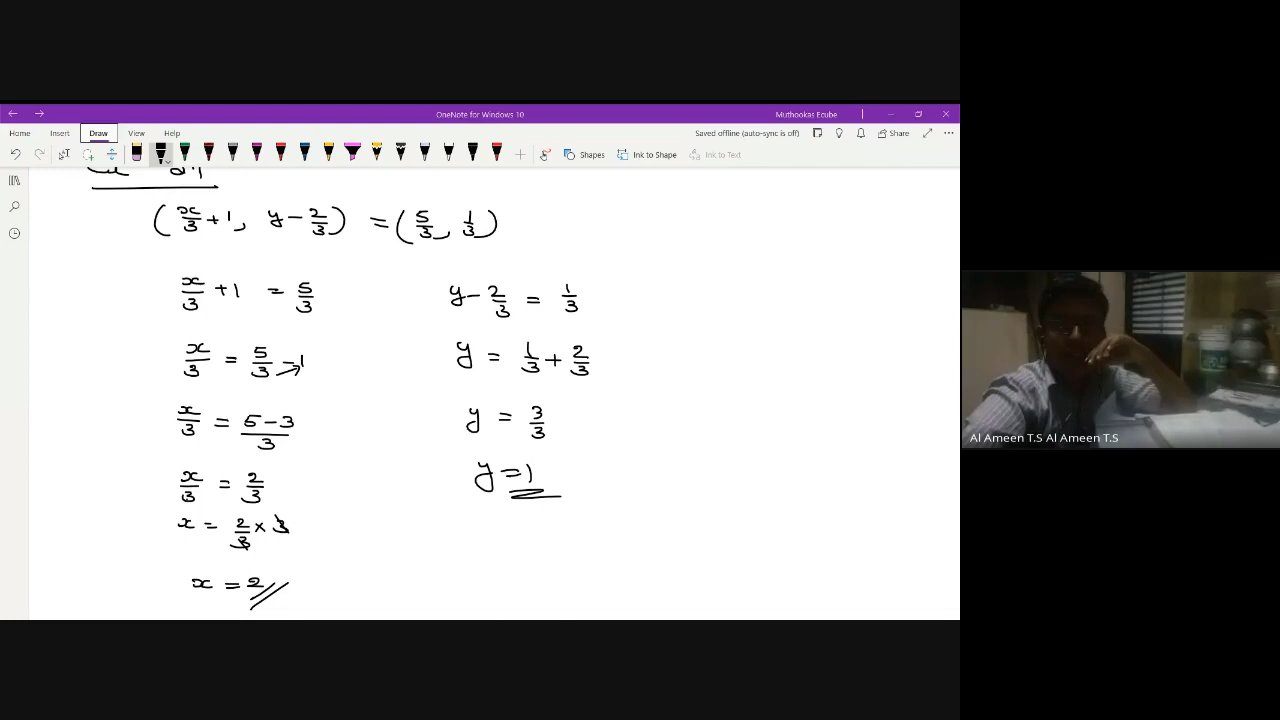 OneNote for Windows 10
Muthookas Ecube
Home Insert Draw View Help
Saved offline (auto-sync is off) Share
Shapes Ink to Shape Ink to Text
(x/3 + 1, y - 2/3) = (5/3, 1/3)
x/3 + 1 = 5/3
x/3 = 5/3 - 1
x/3 = (5 - 3)/3
x/3 = 2/3
x = 2/3 × 3
x = 2
y - 2/3 = 1/3
y = 1/3 + 2/3
y = 3/3
y = 1
Al Ameen T.S Al Ameen T.S